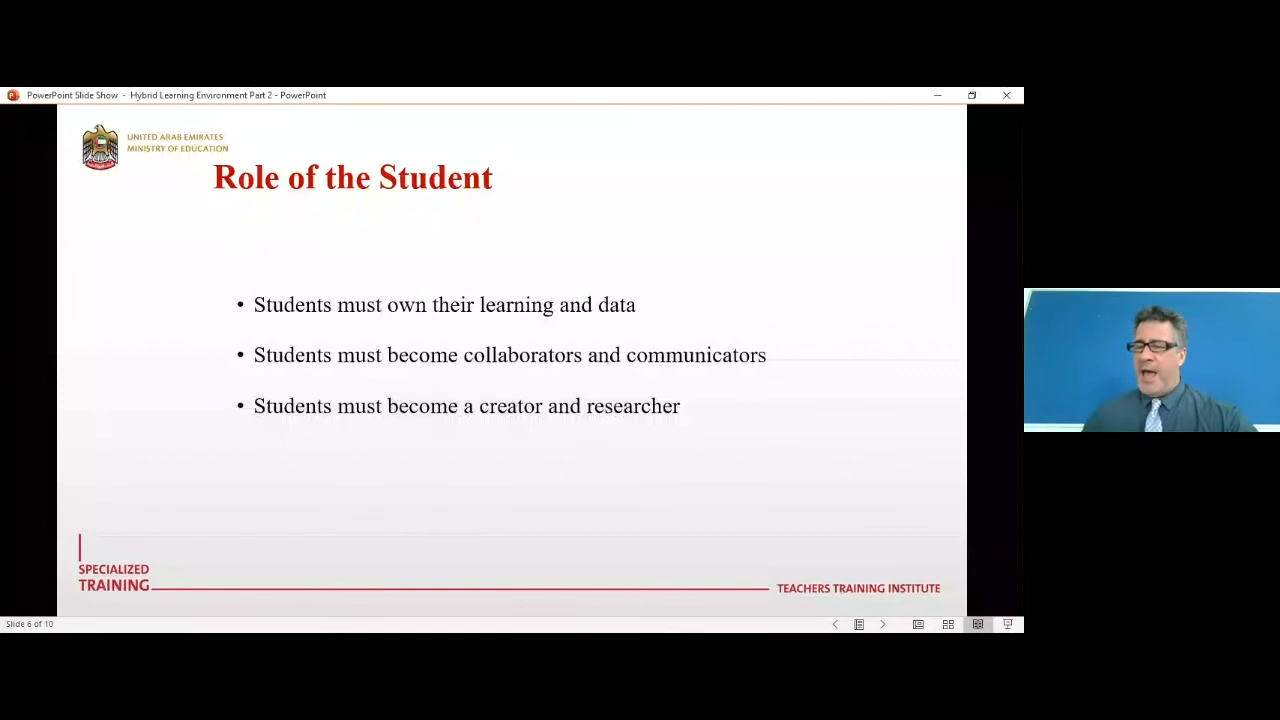 PowerPoint Slide Show - Hybrid Learning Environment Part 2 - PowerPoint
UNITED ARAB EMIRATES
MINISTRY OF EDUCATION
Role of the Student
• Students must own their learning and data
• Students must become collaborators and communicators
• Students must become a creator and researcher
SPECIALIZED
TRAINING
TEACHERS TRAINING INSTITUTE
Slide 6 of 10